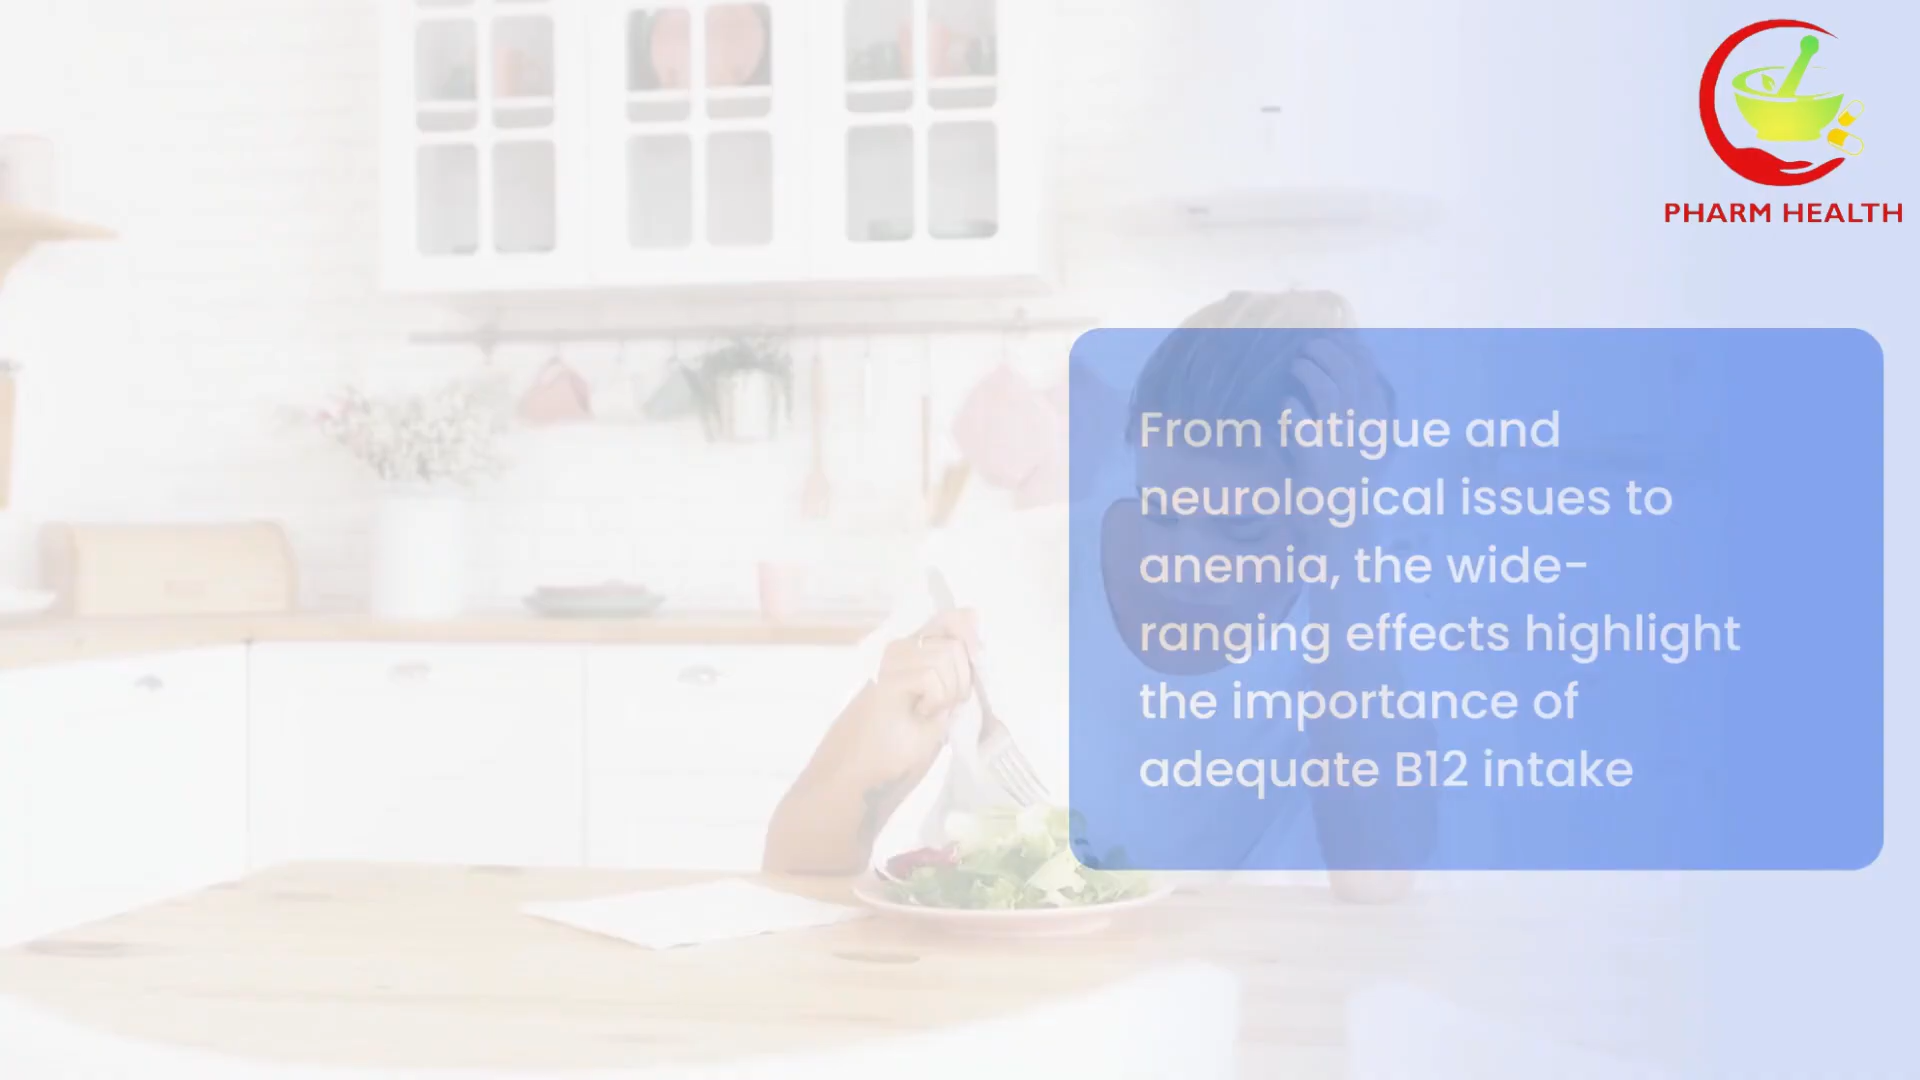 PHARM HEALTH
From fatigue and
neurological issues to
anemia, the wide-
ranging effects highlight
the importance of
adequate B12 intake